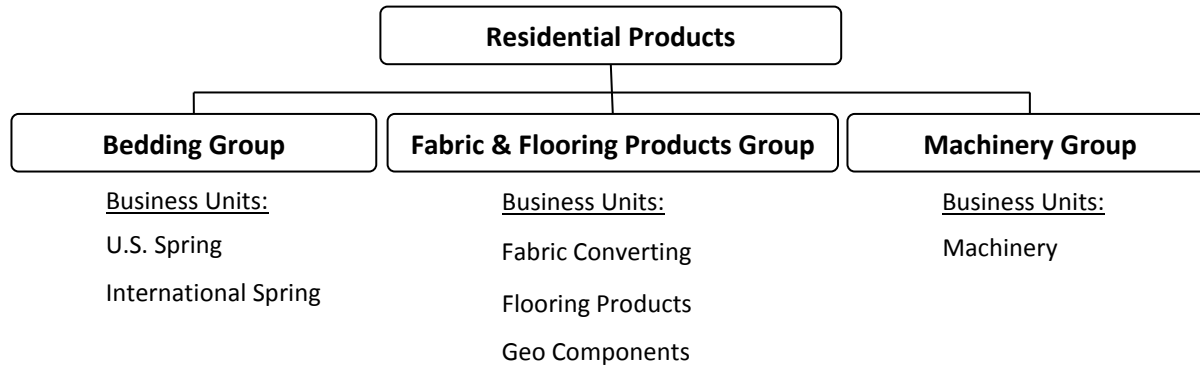 Residential Products
Bedding Group
Business Units:
U.S. Spring
International Spring
Fabric & Flooring Products Group
Business Units:
Fabric Converting
Flooring Products
Geo Components
Machinery Group
Business Units:
Machinery